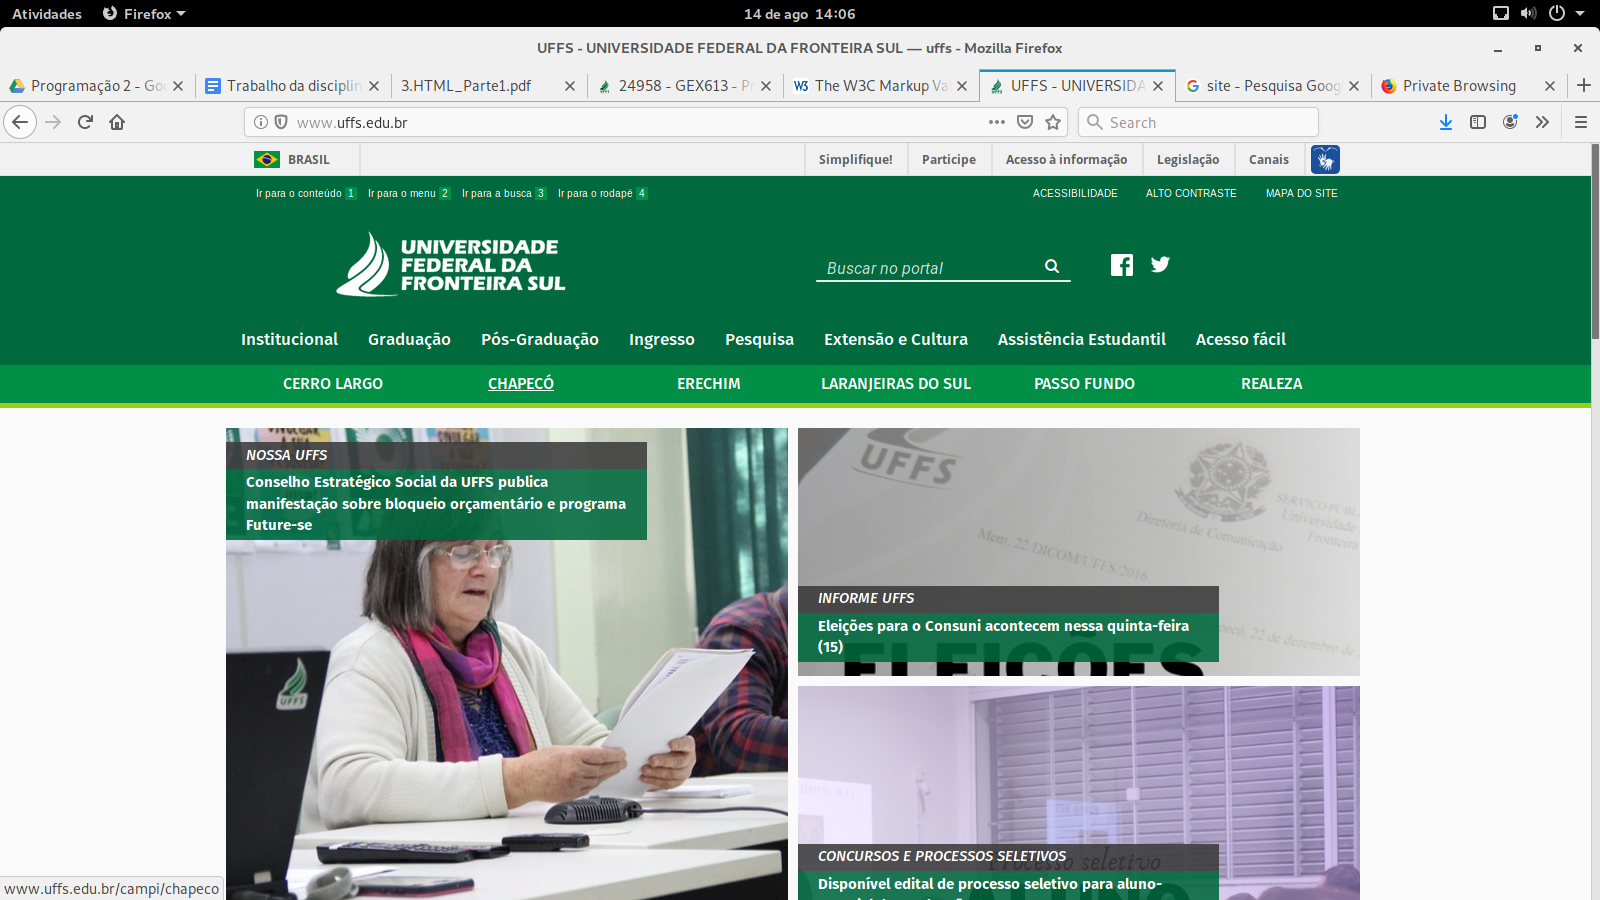 Atividades Firefox 14 de ago 14:06
UFFS - UNIVERSIDADE FEDERAL DA FRONTEIRA SUL — uffs - Mozilla Firefox
Programação 2 - Goo Trabalho da disciplin 3.HTML_Parte1.pdf 24958 - GEX613 - P The W3C Markup Va UFFS - UNIVERSIDA site - Pesquisa Goog Private Browsing
www.uffs.edu.br Search
BRASIL Simplifique! Participe Acesso à informação Legislação Canais
Ir para o conteúdo 1 Ir para o menu 2 Ir para a busca 3 Ir para o rodapé 4 ACESSIBILIDADE ALTO CONTRASTE MAPA DO SITE
UNIVERSIDADE
FEDERAL DA
FRONTEIRA SUL
Buscar no portal
Institucional Graduação Pós-Graduação Ingresso Pesquisa Extensão e Cultura Assistência Estudantil Acesso fácil
CERRO LARGO CHAPECÓ ERECHIM LARANJEIRAS DO SUL PASSO FUNDO REALEZA
NOSSA UFFS
Conselho Estratégico Social da UFFS publica
manifestação sobre bloqueio orçamentário e programa
Future-se
UFFS
UFFS
SERVIÇO PUBL
Universidade
Fronteira
Diretoria de Comunicação
Mem. 22/DICOM/UFFS/2016
ecó, 22 de dezembro de
INFORME UFFS
Eleições para o Consuni acontecem nessa quinta-feira
(15)
ELEIÇÕES
CONCURSOS E PROCESSOS SELETIVOS
Processo seletivo
Disponível edital de processo seletivo para aluno-
ALUNO
www.uffs.edu.br/campi/chapeco